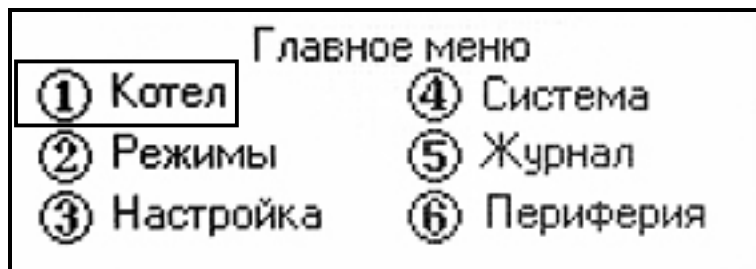 Главное меню
① Котел
④ Система
② Режимы
⑤ Журнал
③ Настройка
⑥ Периферия